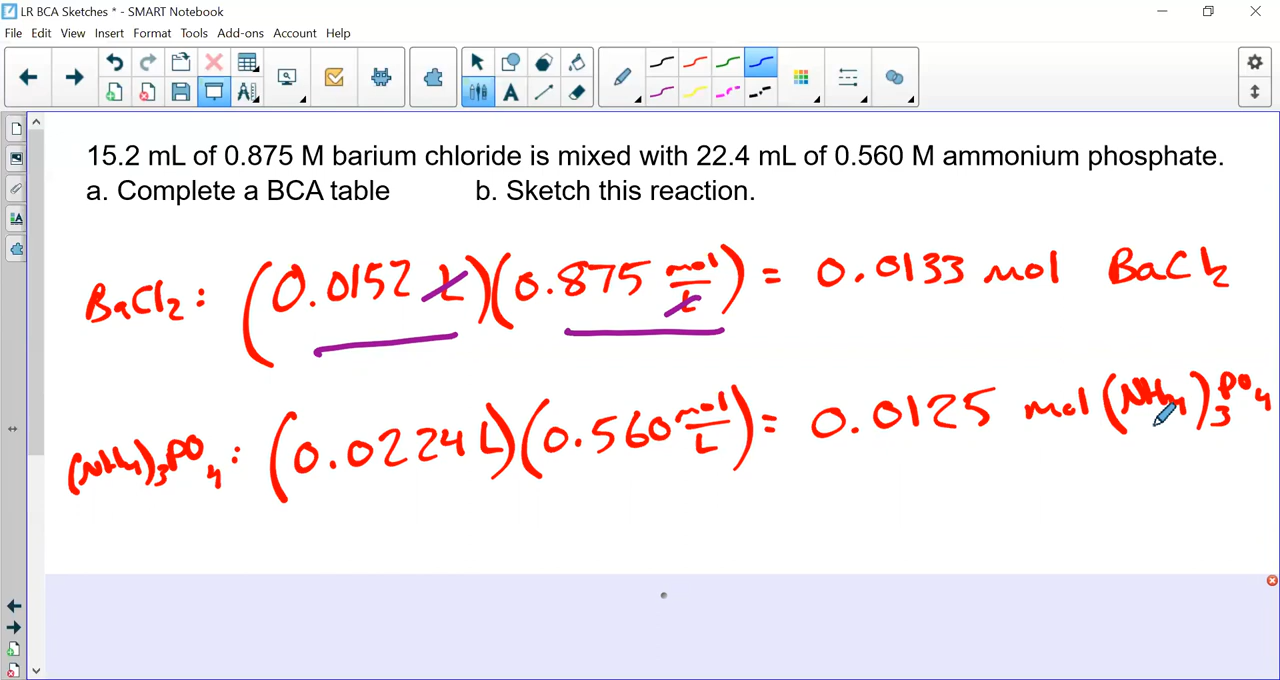 LR BCA Sketches * - SMART Notebook
File Edit View Insert Format Tools Add-ons Account Help
15.2 mL of 0.875 M barium chloride is mixed with 22.4 mL of 0.560 M ammonium phosphate.
a. Complete a BCA table b. Sketch this reaction.
BaCl2 : (0.0152 L)(0.875 mol/L) = 0.0133 mol BaCl2
(NH4)3PO4 : (0.0224 L)(0.560 mol/L) = 0.0125 mol (NH4)3PO4